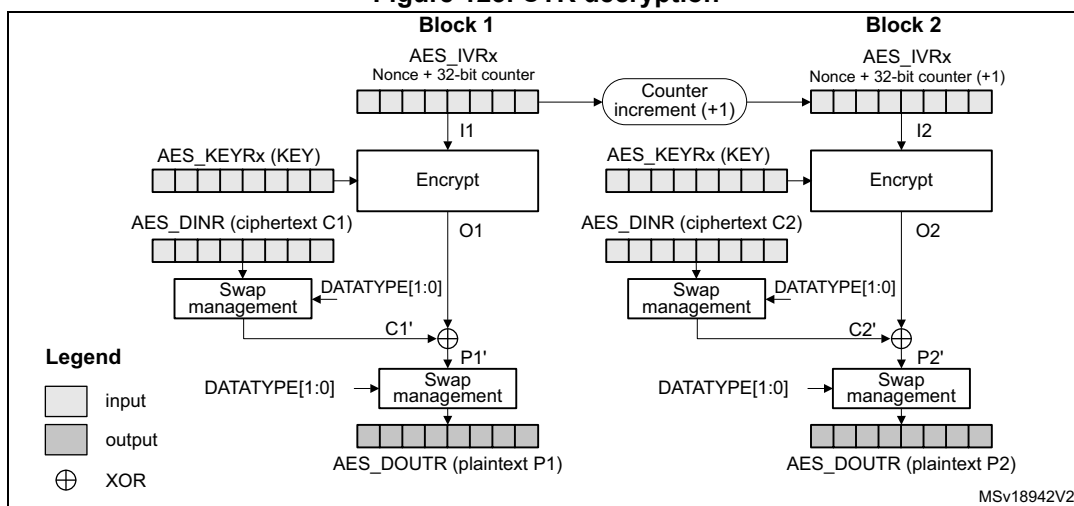 Block 1
Block 2
AES_IVRx
Nonce + 32-bit counter
Counter
increment (+1)
AES_IVRx
Nonce + 32-bit counter (+1)
I1
I2
AES_KEYRx (KEY)
Encrypt
AES_KEYRx (KEY)
Encrypt
AES_DINR (ciphertext C1)
O1
AES_DINR (ciphertext C2)
O2
Swap
management
DATATYPE[1:0]
Swap
management
DATATYPE[1:0]
C1'
C2'
P1'
P2'
Legend
input
output
XOR
DATATYPE[1:0]
Swap
management
DATATYPE[1:0]
Swap
management
AES_DOUTR (plaintext P1)
AES_DOUTR (plaintext P2)
MSv18942V2